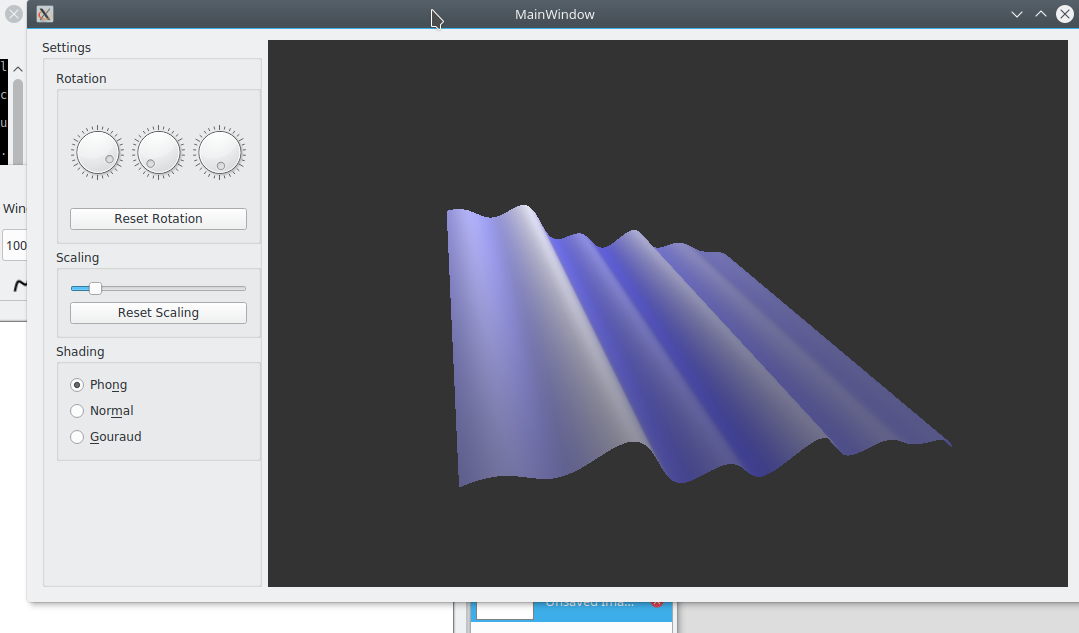 MainWindow
Settings
Rotation
Reset Rotation
Scaling
Reset Scaling
Shading
Phong
Normal
Gouraud
l
c
u
.
Win
100
Unsaved Ima...